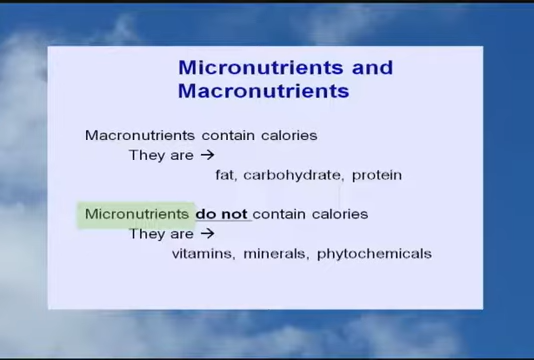 Micronutrients and
Macronutrients
Macronutrients contain calories
They are →
fat, carbohydrate, protein
Micronutrients do not contain calories
They are →
vitamins, minerals, phytochemicals